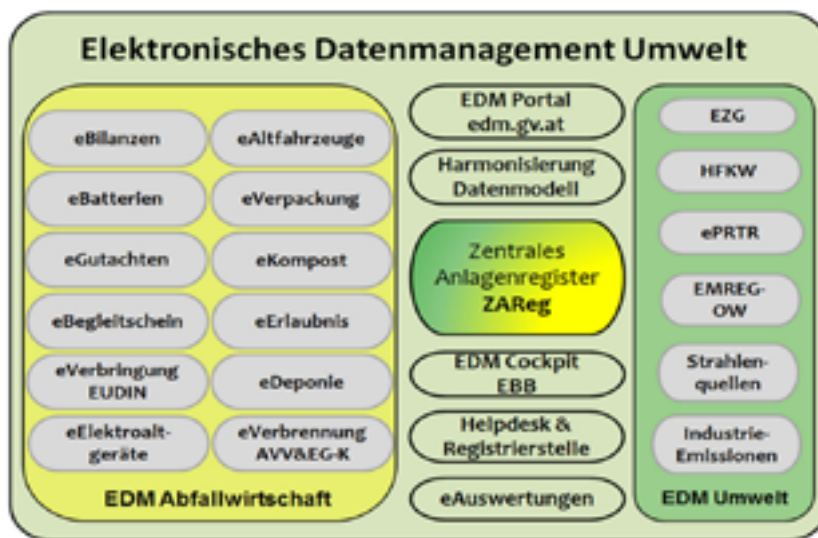 Elektronisches Datenmanagement Umwelt
eBilanzen
eAltfahrzeuge
eBatterien
eVerpackung
eGutachten
eKompost
eBegleitschein
eErlaubnis
eVerbringung
EUDIN
eDeponie
eElektroalt-
geräte
eVerbrennung
AVV&EG-K
EDM Abfallwirtschaft
EDM Portal
edm.gv.at
Harmonisierung
Datenmodell
Zentrales
Anlagenregister
ZAReg
EDM Cockpit
EBB
Helpdesk &
Registrierstelle
eAuswertungen
EZG
HFKW
ePRTR
EMREG-
OW
Strahlen-
quellen
Industrie-
Emissionen
EDM Umwelt